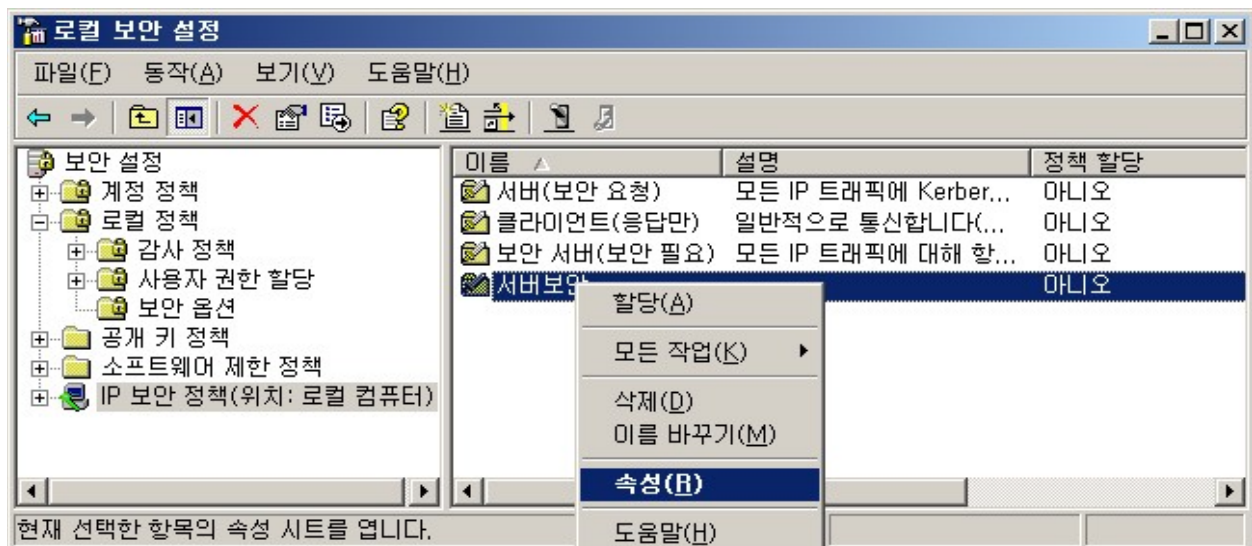 로컬 보안 설정
파일(F) 동작(A) 보기(V) 도움말(H)
보안 설정
계정 정책
로컬 정책
감사 정책
사용자 권한 할당
보안 옵션
공개 키 정책
소프트웨어 제한 정책
IP 보안 정책(위치: 로컬 컴퓨터)
이름 설명 정책 할당
서버(보안 요청) 모든 IP 트래픽에 Kerber... 아니오
클라이언트(응답만) 일반적으로 통신합니다(... 아니오
보안 서버(보안 필요) 모든 IP 트래픽에 대해 항... 아니오
서버보안 아니오
할당(A)
모든 작업(K)
삭제(D)
이름 바꾸기(M)
속성(R)
도움말(H)
현재 선택한 항목의 속성 시트를 엽니다.